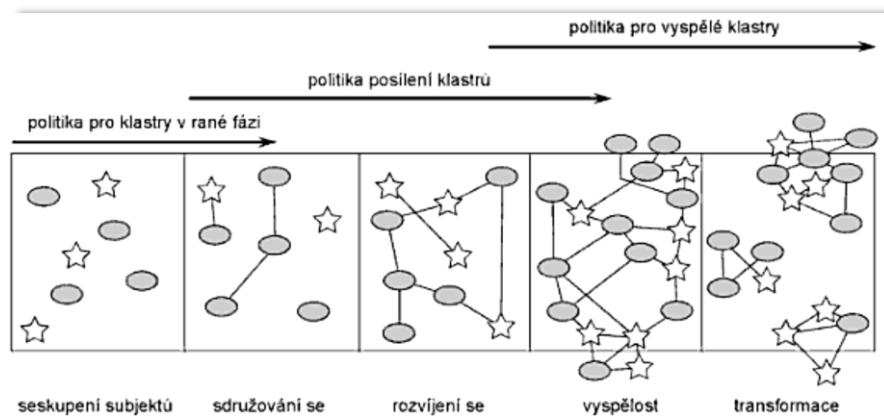 politika pro vyspělé klastry
politika posílení klastrů
politika pro klastry v rané fázi
seskupení subjektů
sdružování se
rozvíjení se
vyspělost
transformace